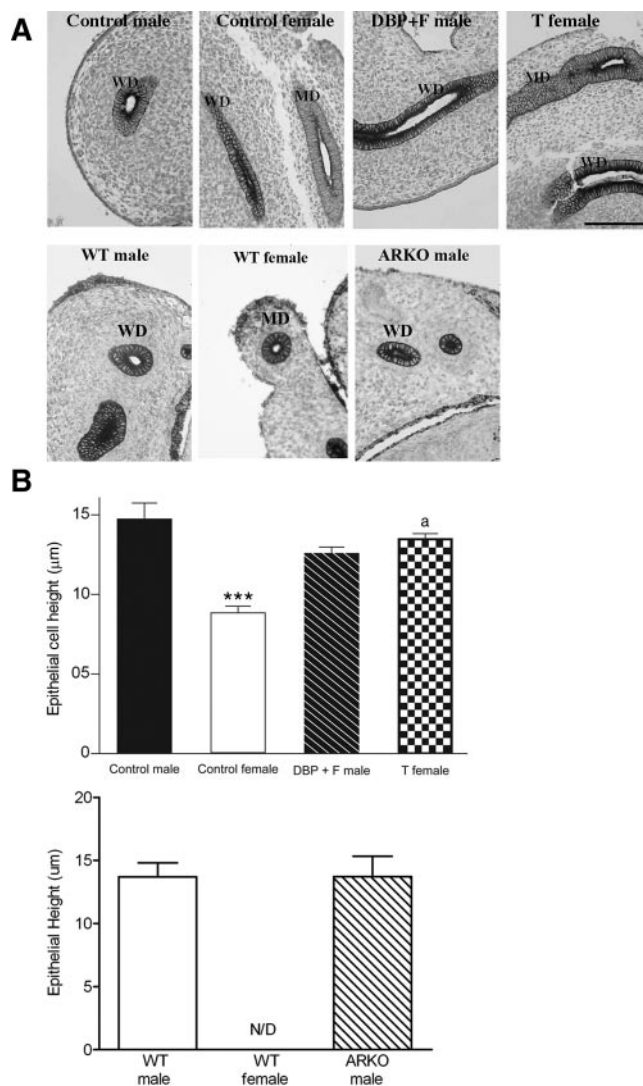 A
Control male Control female DBP+F male T female
WD WD MD WD MD WD
WT male WT female ARKO male
WD MD WD
B
Epithelial cell height (μm)
15
10
05
0
a
***
Control male Control female DBP + F male T female
Epithelial Height (um)
20
15
10
5
0
N/D
WT male
WT female
ARKO male